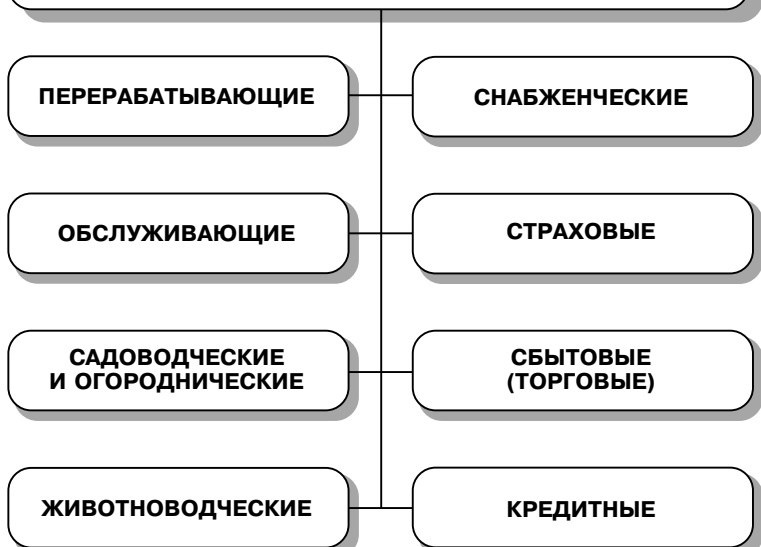 ПЕРЕРАБАТЫВАЮЩИЕ
СНАБЖЕНЧЕСКИЕ
ОБСЛУЖИВАЮЩИЕ
СТРАХОВЫЕ
САДОВОДЧЕСКИЕ
И ОГОРОДНИЧЕСКИЕ
СБЫТОВЫЕ
(ТОРГОВЫЕ)
ЖИВОТНОВОДЧЕСКИЕ
КРЕДИТНЫЕ